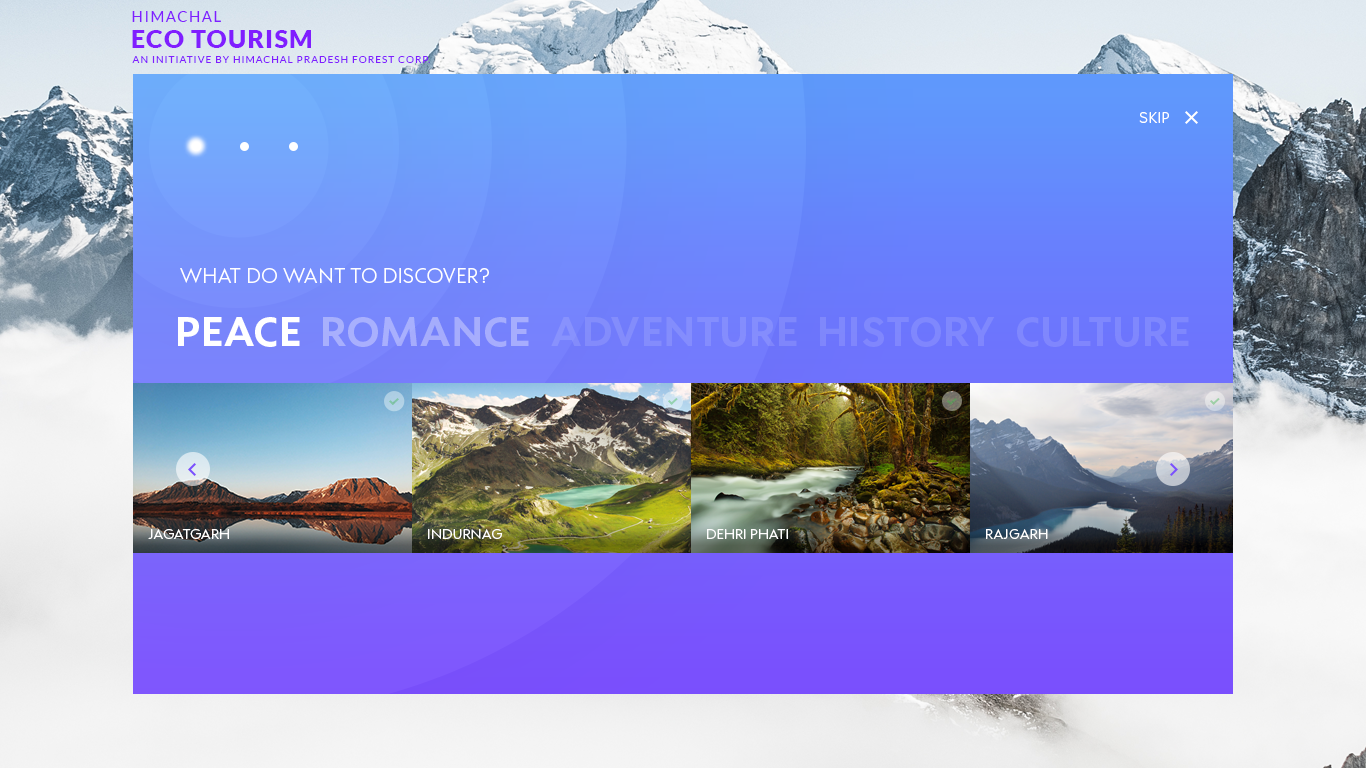 HIMACHAL
ECO TOURISM
AN INITIATIVE BY HIMACHAL PRADESH FOREST CORP.
SKIP
WHAT DO WANT TO DISCOVER?
PEACE ROMANCE ADVENTURE HISTORY CULTURE
JAGATGARH
INDURNAG
DEHRI PHATI
RAJGARH